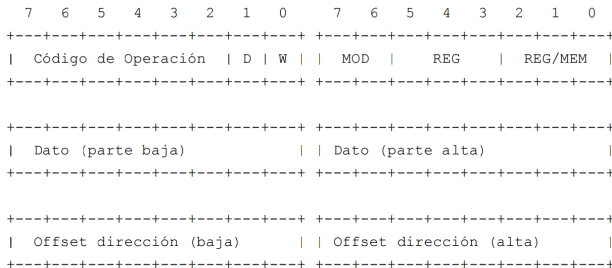 7 6 5 4 3 2 1 0 7 6 5 4 3 2 1 0
+---+---+---+---+---+---+---+---+ +---+---+---+---+---+---+---+---+
| Código de Operación | D | W | | MOD | REG | REG/MEM |
+---+---+---+---+---+---+---+---+ +---+---+---+---+---+---+---+---+
+---+---+---+---+---+---+---+---+ +---+---+---+---+---+---+---+---+
| Dato (parte baja) | | Dato (parte alta) |
+---+---+---+---+---+---+---+---+ +---+---+---+---+---+---+---+---+
+---+---+---+---+---+---+---+---+ +---+---+---+---+---+---+---+---+
| Offset dirección (baja) | | Offset dirección (alta) |
+---+---+---+---+---+---+---+---+ +---+---+---+---+---+---+---+---+